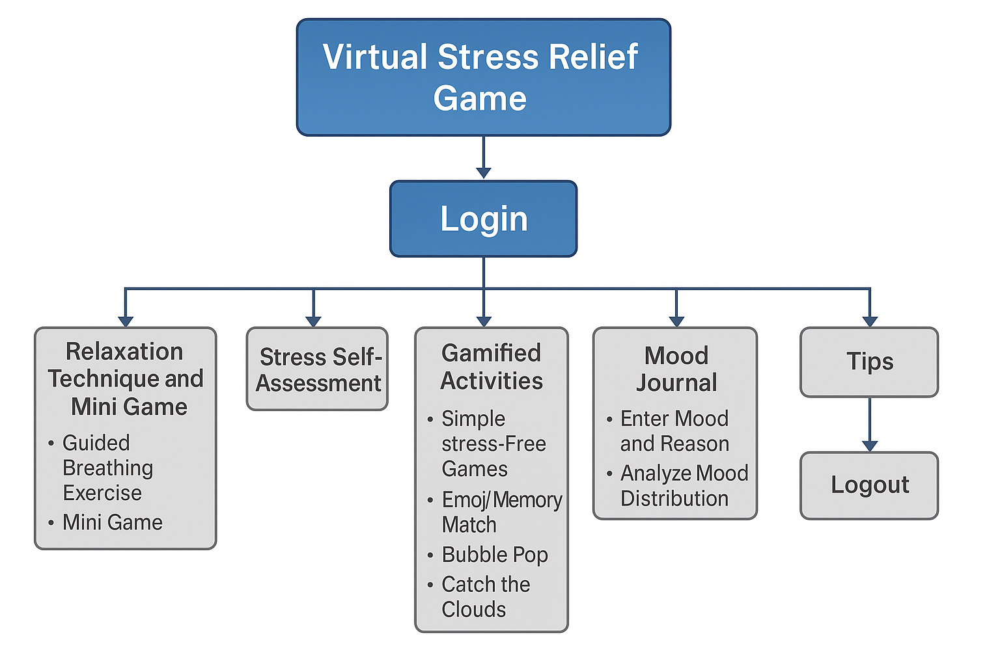 Virtual Stress Relief
Game
Login
Relaxation
Technique and
Mini Game
• Guided
Breathing
Exercise
• Mini Game
Stress Self-
Assessment
Gamified
Activities
• Simple
stress-Free
Games
• Emoj/Memory
Match
• Bubble Pop
• Catch the
Clouds
Mood
Journal
• Enter Mood
and Reason
• Analyze Mood
Distribution
Tips
Logout